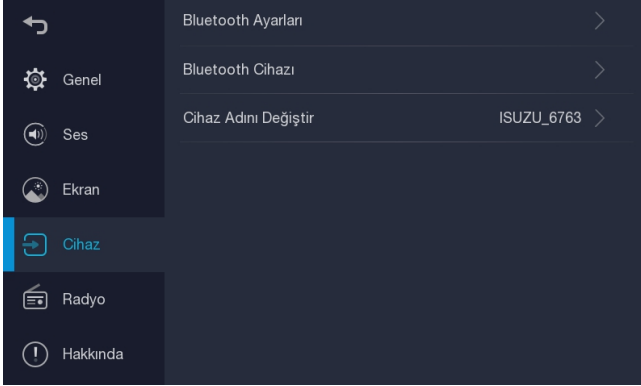 Genel
Ses
Ekran
Cihaz
Radyo
Hakkında
Bluetooth Ayarları
Bluetooth Cihazı
Cihaz Adını Değiştir ISUZU_6763